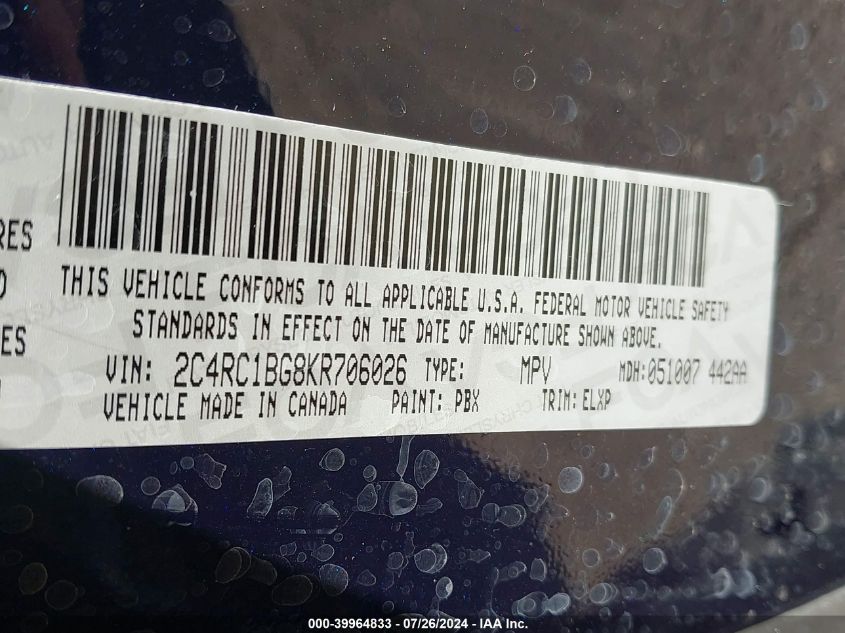 RES
THIS VEHICLE CONFORMS TO ALL APPLICABLE U.S.A. FEDERAL MOTOR VEHICLE SAFETY
STANDARDS IN EFFECT ON THE DATE OF MANUFACTURE SHOWN ABOVE.
ES
VIN: 2C4RC1BG8KR706026 TYPE: MPV MDH:051007 442AA
VEHICLE MADE IN CANADA PAINT: PBX TRIM: ELXP
000-39964833 / 07/26/2024 - IAA Inc.